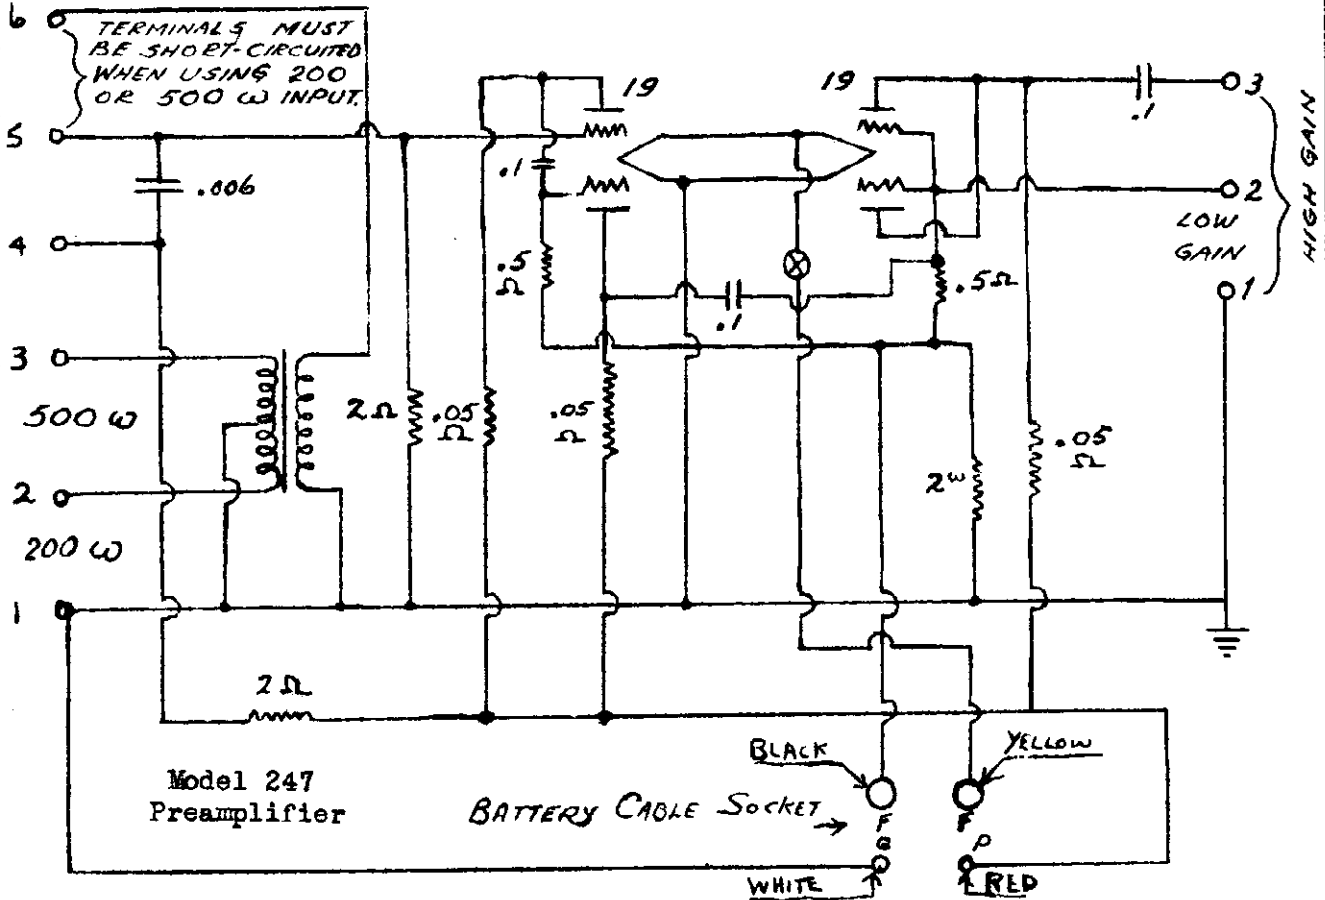 6
TERMINALS MUST
BE SHORT-CIRCUITED
WHEN USING 200
OR 500 ω INPUT.
5
.006
4
3
500 ω
2
200 ω
1
2Ω
.05
Ω
.1
.5
Ω
19
19
.05
Ω
.1
.5Ω
2ω
.05
Ω
.1
3
2
LOW
GAIN
1
HIGH GAIN
2Ω
Model 247
Preamplifier
BATTERY CABLE SOCKET
BLACK
YELLOW
F
F
G
P
WHITE
RED